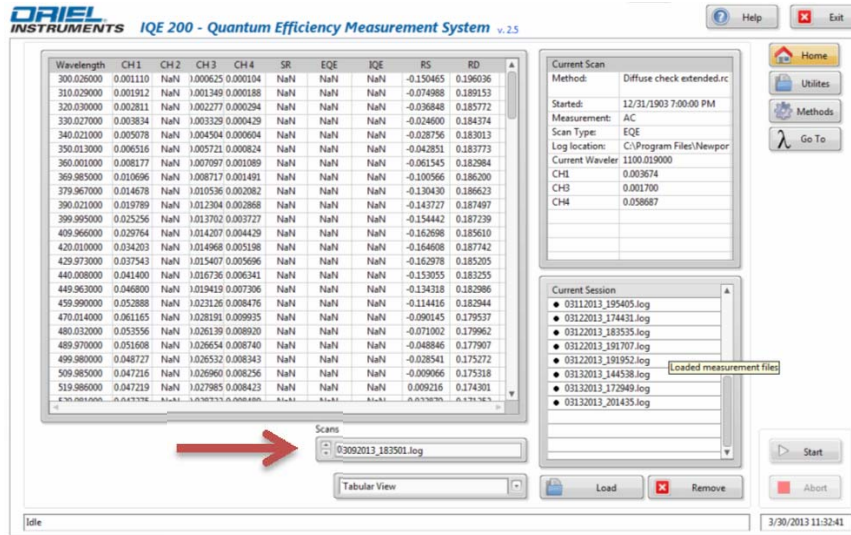 ORIEL INSTRUMENTS IQE 200 - Quantum Efficiency Measurement System v. 2.5
Help
Exit
Wavelength CH1 CH2 CH3 CH4 SR EQE IQE RS RD
300.026000 0.001110 NaN 0.000625 0.000104 NaN NaN NaN -0.150465 0.196036
310.029000 0.001912 NaN 0.001349 0.000188 NaN NaN NaN -0.074988 0.189153
320.030000 0.002811 NaN 0.002277 0.000294 NaN NaN NaN -0.036848 0.185772
330.027000 0.003834 NaN 0.003329 0.000429 NaN NaN NaN -0.024600 0.184374
340.021000 0.005078 NaN 0.004504 0.000604 NaN NaN NaN -0.028756 0.183013
350.013000 0.006516 NaN 0.005721 0.000824 NaN NaN NaN -0.042851 0.183773
360.001000 0.008177 NaN 0.007097 0.001089 NaN NaN NaN -0.061545 0.182984
369.985000 0.010696 NaN 0.008717 0.001491 NaN NaN NaN -0.100566 0.186200
379.967000 0.014678 NaN 0.010536 0.002082 NaN NaN NaN -0.130430 0.186623
390.021000 0.019789 NaN 0.012304 0.002868 NaN NaN NaN -0.143727 0.187497
399.995000 0.025256 NaN 0.013702 0.003727 NaN NaN NaN -0.154442 0.187239
409.966000 0.029764 NaN 0.014207 0.004429 NaN NaN NaN -0.162698 0.185610
420.010000 0.034203 NaN 0.014968 0.005198 NaN NaN NaN -0.164608 0.187742
429.973000 0.037543 NaN 0.015407 0.005696 NaN NaN NaN -0.162978 0.185205
440.008000 0.041400 NaN 0.016736 0.006341 NaN NaN NaN -0.153055 0.183255
449.963000 0.046800 NaN 0.019419 0.007306 NaN NaN NaN -0.134318 0.182986
459.990000 0.052888 NaN 0.023126 0.008476 NaN NaN NaN -0.114416 0.182944
470.014000 0.061165 NaN 0.028191 0.009935 NaN NaN NaN -0.090145 0.179537
480.032000 0.053556 NaN 0.026139 0.008920 NaN NaN NaN -0.071002 0.179962
489.970000 0.051608 NaN 0.026654 0.008740 NaN NaN NaN -0.048846 0.177907
499.980000 0.048727 NaN 0.026532 0.008343 NaN NaN NaN -0.028541 0.175272
509.985000 0.047216 NaN 0.026960 0.008256 NaN NaN NaN -0.009066 0.175318
519.986000 0.047219 NaN 0.027985 0.008423 NaN NaN NaN 0.009216 0.174301
Current Scan
Method: Diffuse check extended.rc
Started: 12/31/1903 7:00:00 PM
Measurement: AC
Scan Type: EQE
Log location: C:\Program Files\Newpor
Current Waveler 1100.019000
CH1 0.003674
CH3 0.001700
CH4 0.058687
Home
Utilites
Methods
λ Go To
Current Session
03112013_195405.log
03122013_174431.log
03122013_183535.log
03122013_191707.log
03122013_191952.log
Loaded measurement files
03132013_144538.log
03132013_172949.log
03132013_201435.log
Scans
03092013_183501.log
Tabular View
Load
Remove
Start
Abort
Idle
3/30/2013 11:32:41